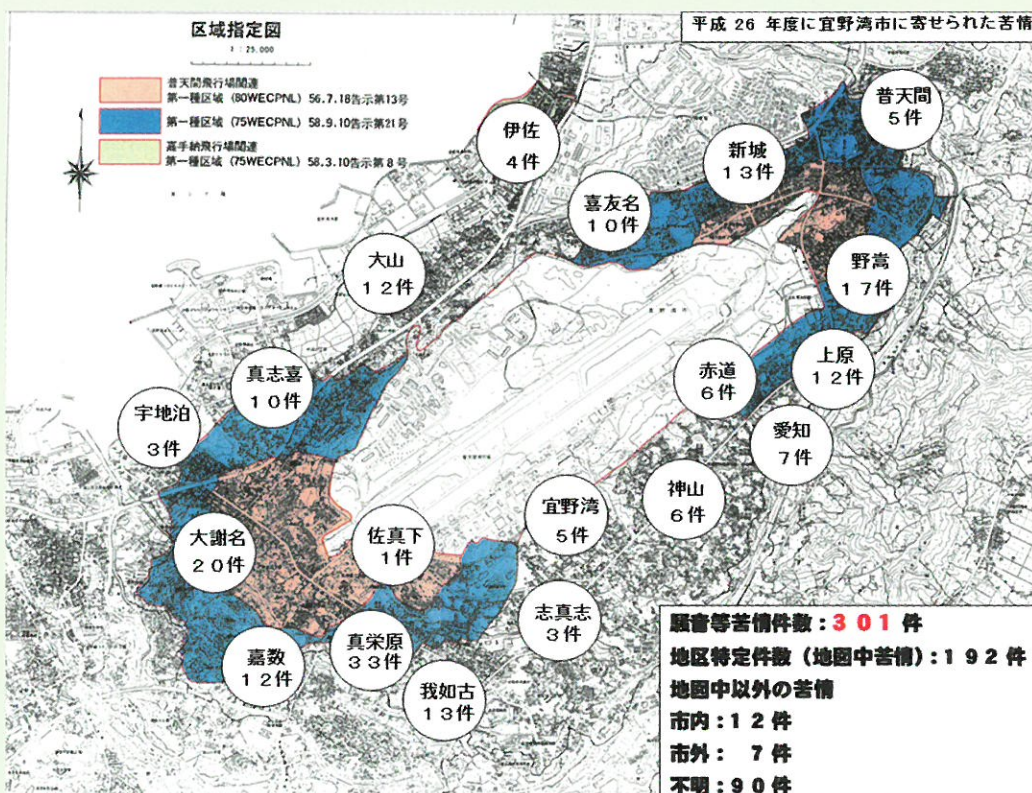 平成 26 年度に宜野湾市に寄せられた苦情
区域指定図
1 : 25,000
普天間飛行場関連
第一種区域 (80WECPNL) 56.7.18告示第13号
第一種区域 (75WECPNL) 58.9.10告示第21号
嘉手納飛行場関連
第一種区域 (75WECPNL) 58.3.10告示第8号
普天間
5件
伊佐
4件
新城
13件
喜友名
10件
大山
12件
野嵩
17件
上原
12件
赤道
6件
真志喜
10件
宇地泊
3件
愛知
7件
神山
6件
宜野湾
5件
佐真下
1件
大謝名
20件
志真志
3件
真栄原
33件
嘉数
12件
我如古
13件
騒音等苦情件数：301 件
地区特定件数（地図中苦情）：192 件
地図中以外の苦情
市内：12 件
市外： 7 件
不明：90 件